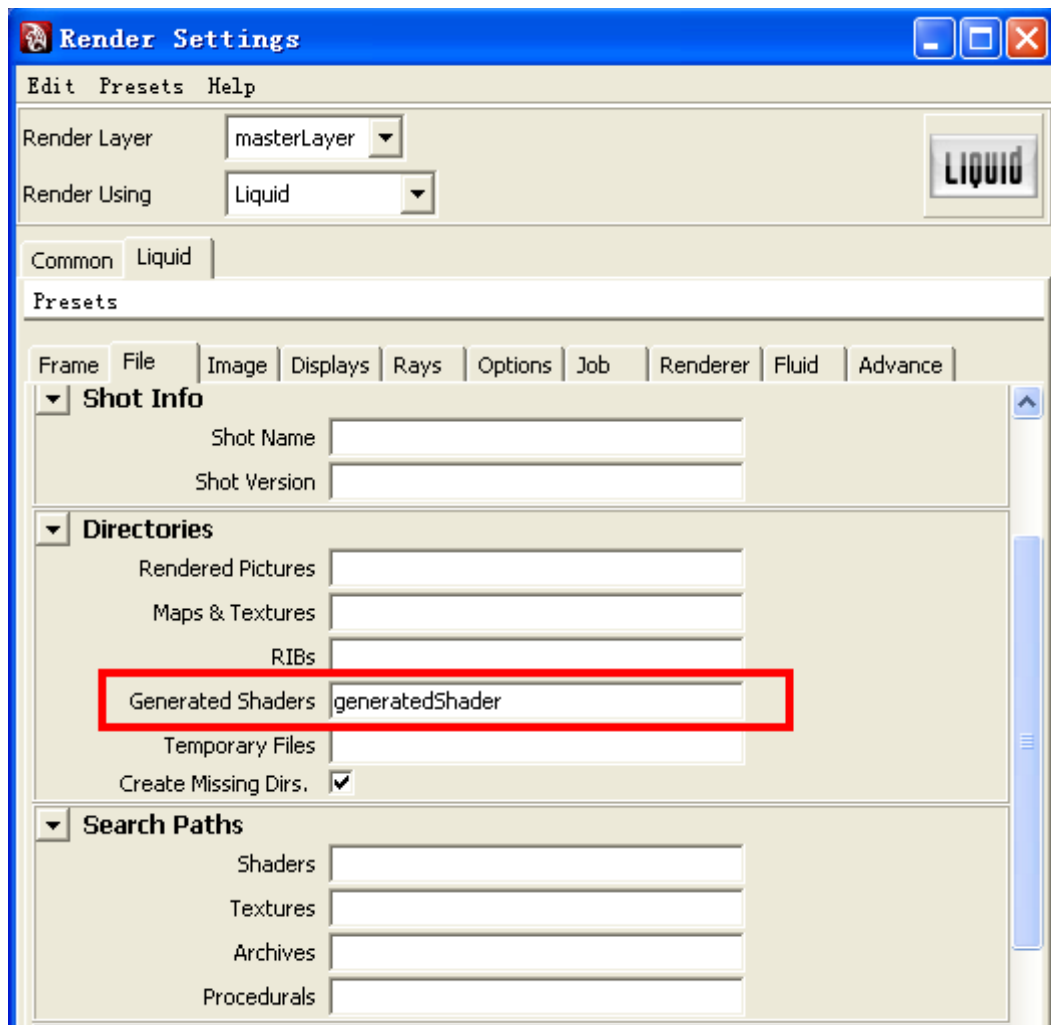 Render Settings
Edit Presets Help
Render Layer masterLayer
Render Using Liquid
LIQUID
Common Liquid
Presets
Frame File Image Displays Rays Options Job Renderer Fluid Advance
Shot Info
Shot Name
Shot Version
Directories
Rendered Pictures
Maps & Textures
RIBs
Generated Shaders generatedShader
Temporary Files
Create Missing Dirs.
Search Paths
Shaders
Textures
Archives
Procedurals